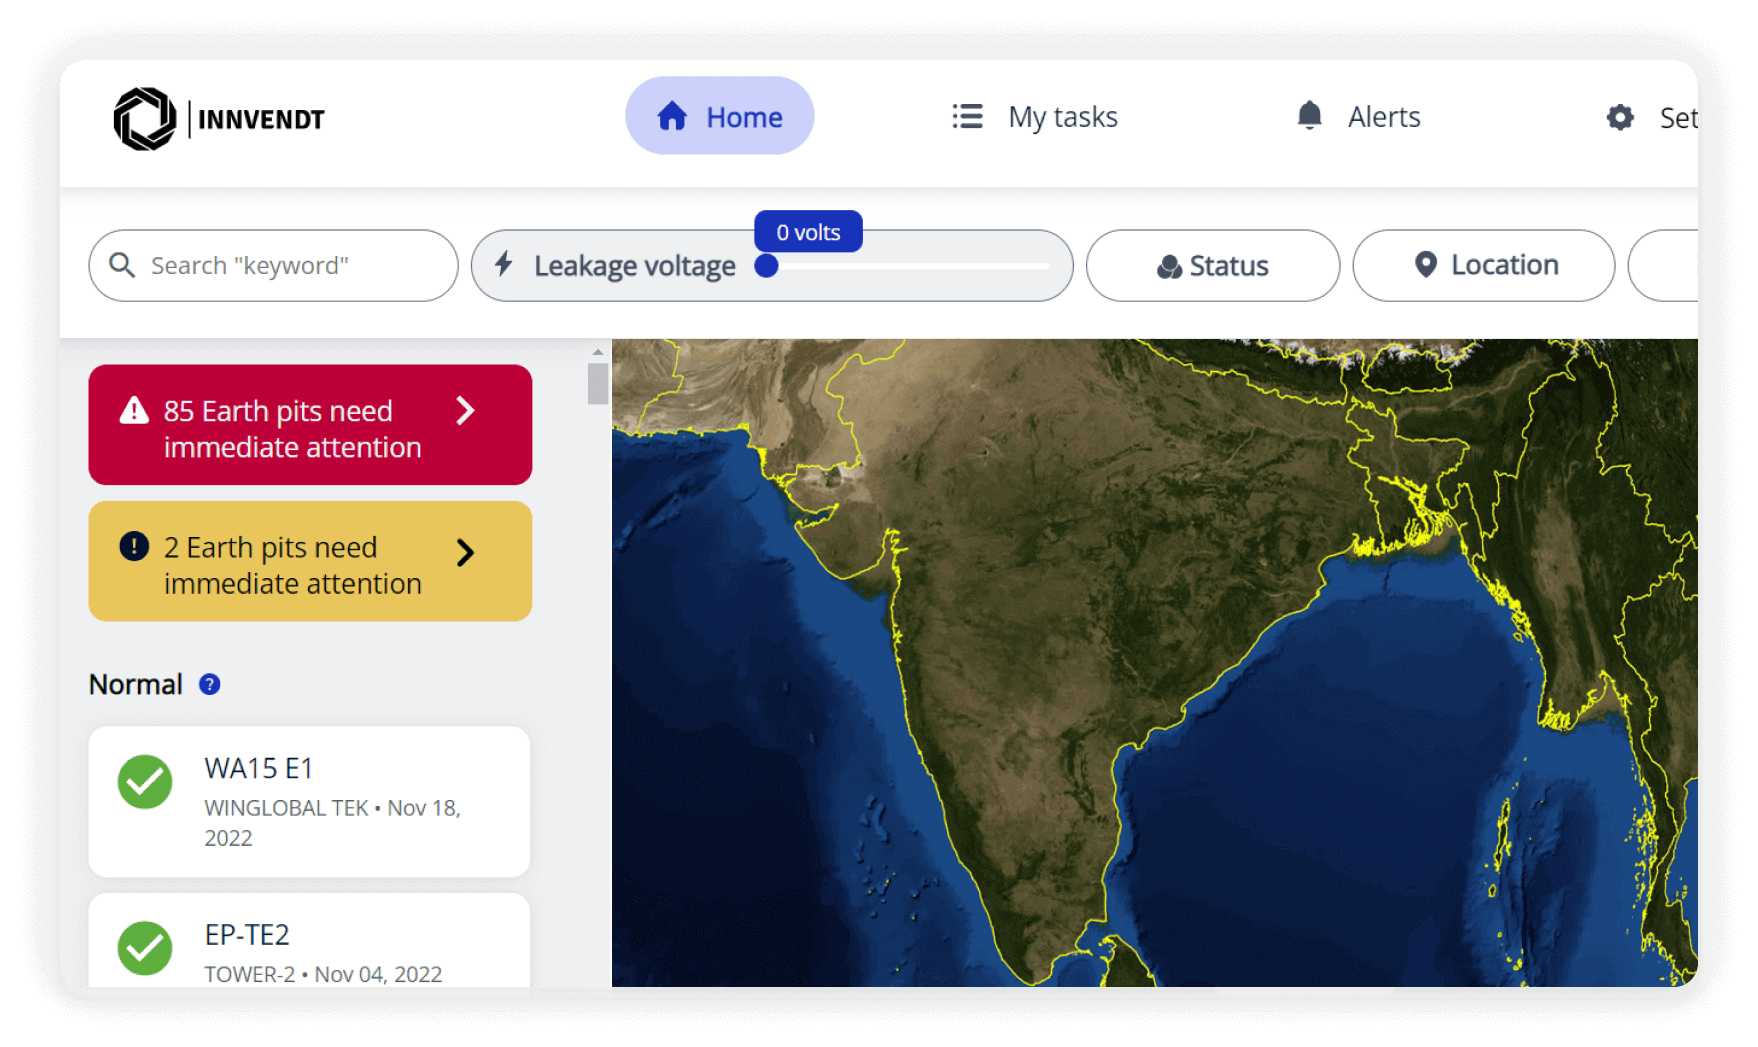 INNVENDT
Home
My tasks
Alerts
Set
Search "keyword"
Leakage voltage
0 volts
Status
Location
85 Earth pits need
immediate attention
2 Earth pits need
immediate attention
Normal ?
WA15 E1
WINGLOBAL TEK • Nov 18,
2022
EP-TE2
TOWER-2 • Nov 04, 2022